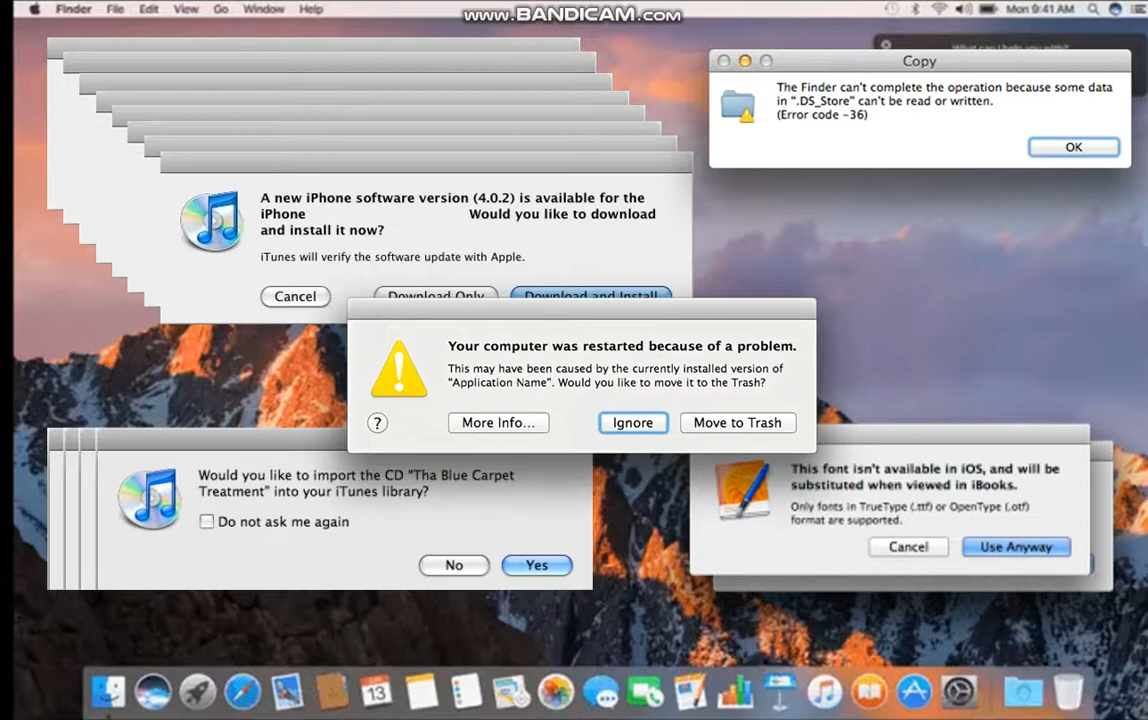 Finder File Edit View Go Window Help
www.BANDICAM.com
Mon 9:41 AM
What can I help you with?
Copy
The Finder can't complete the operation because some data
in ".DS_Store" can't be read or written.
(Error code -36)
OK
A new iPhone software version (4.0.2) is available for the
iPhone Would you like to download
and install it now?
iTunes will verify the software update with Apple.
Cancel Download Only Download and Install
Your computer was restarted because of a problem.
This may have been caused by the currently installed version of
"Application Name". Would you like to move it to the Trash?
? More Info... Ignore Move to Trash
Would you like to import the CD "Tha Blue Carpet
Treatment" into your iTunes library?
Do not ask me again
No Yes
This font isn't available in iOS, and will be
substituted when viewed in iBooks.
Only fonts in TrueType (.ttf) or OpenType (.otf)
format are supported.
Cancel Use Anyway
13